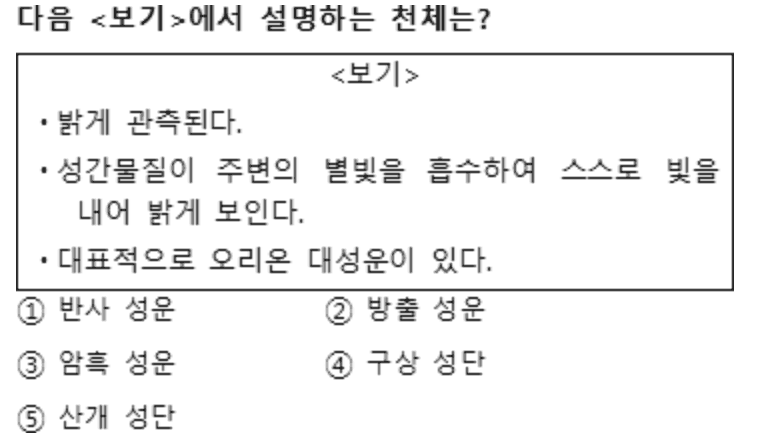 다음 <보기>에서 설명하는 천체는?
<보기>
・밝게 관측된다.
・성간물질이 주변의 별빛을 흡수하여 스스로 빛을
내어 밝게 보인다.
・대표적으로 오리온 대성운이 있다.
① 반사 성운 ② 방출 성운
③ 암흑 성운 ④ 구상 성단
⑤ 산개 성단